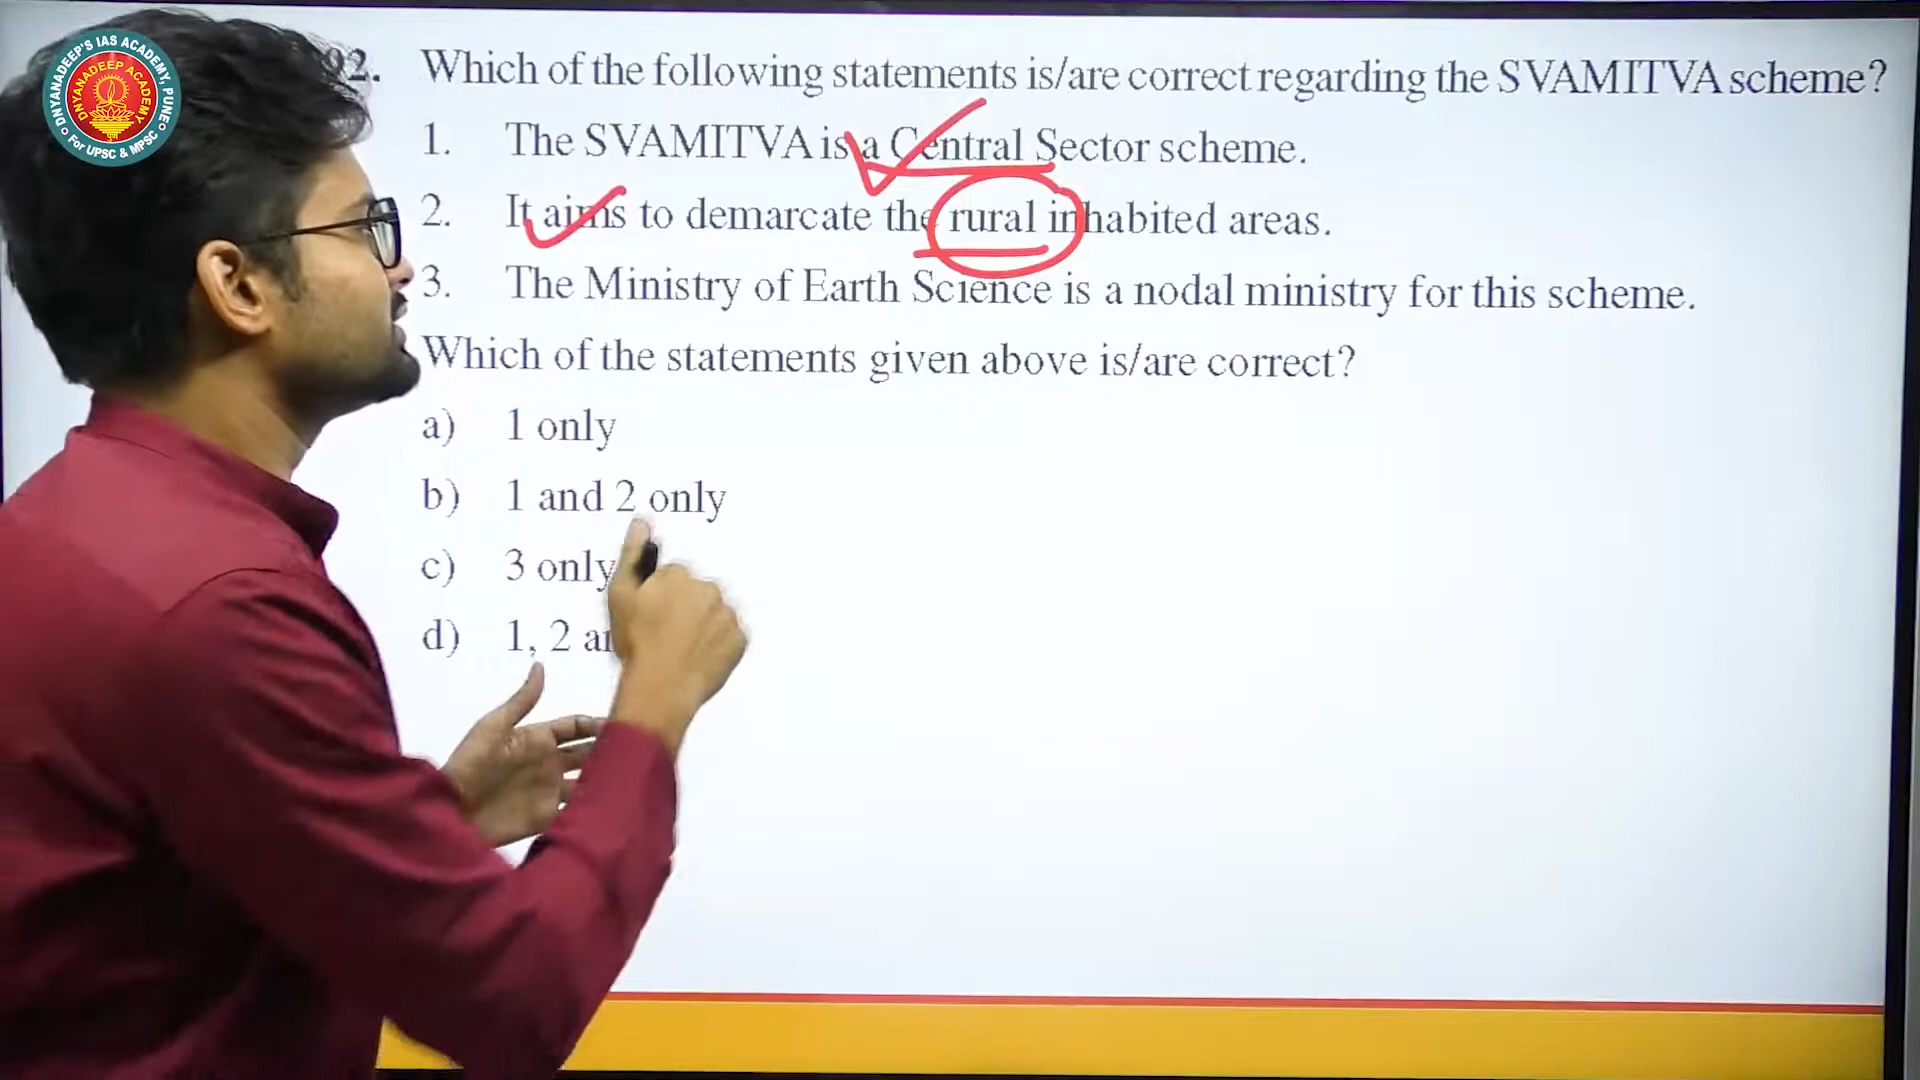 DNYANADEEP'S IAS ACADEMY, PUNE
DNYANADEEP ACADEMY
For UPSC & MPSC
92. Which of the following statements is/are correct regarding the SVAMITVA scheme?
1. The SVAMITVA is a Central Sector scheme.
2. It aims to demarcate the rural inhabited areas.
3. The Ministry of Earth Science is a nodal ministry for this scheme.
Which of the statements given above is/are correct?
a) 1 only
b) 1 and 2 only
c) 3 only
d) 1, 2